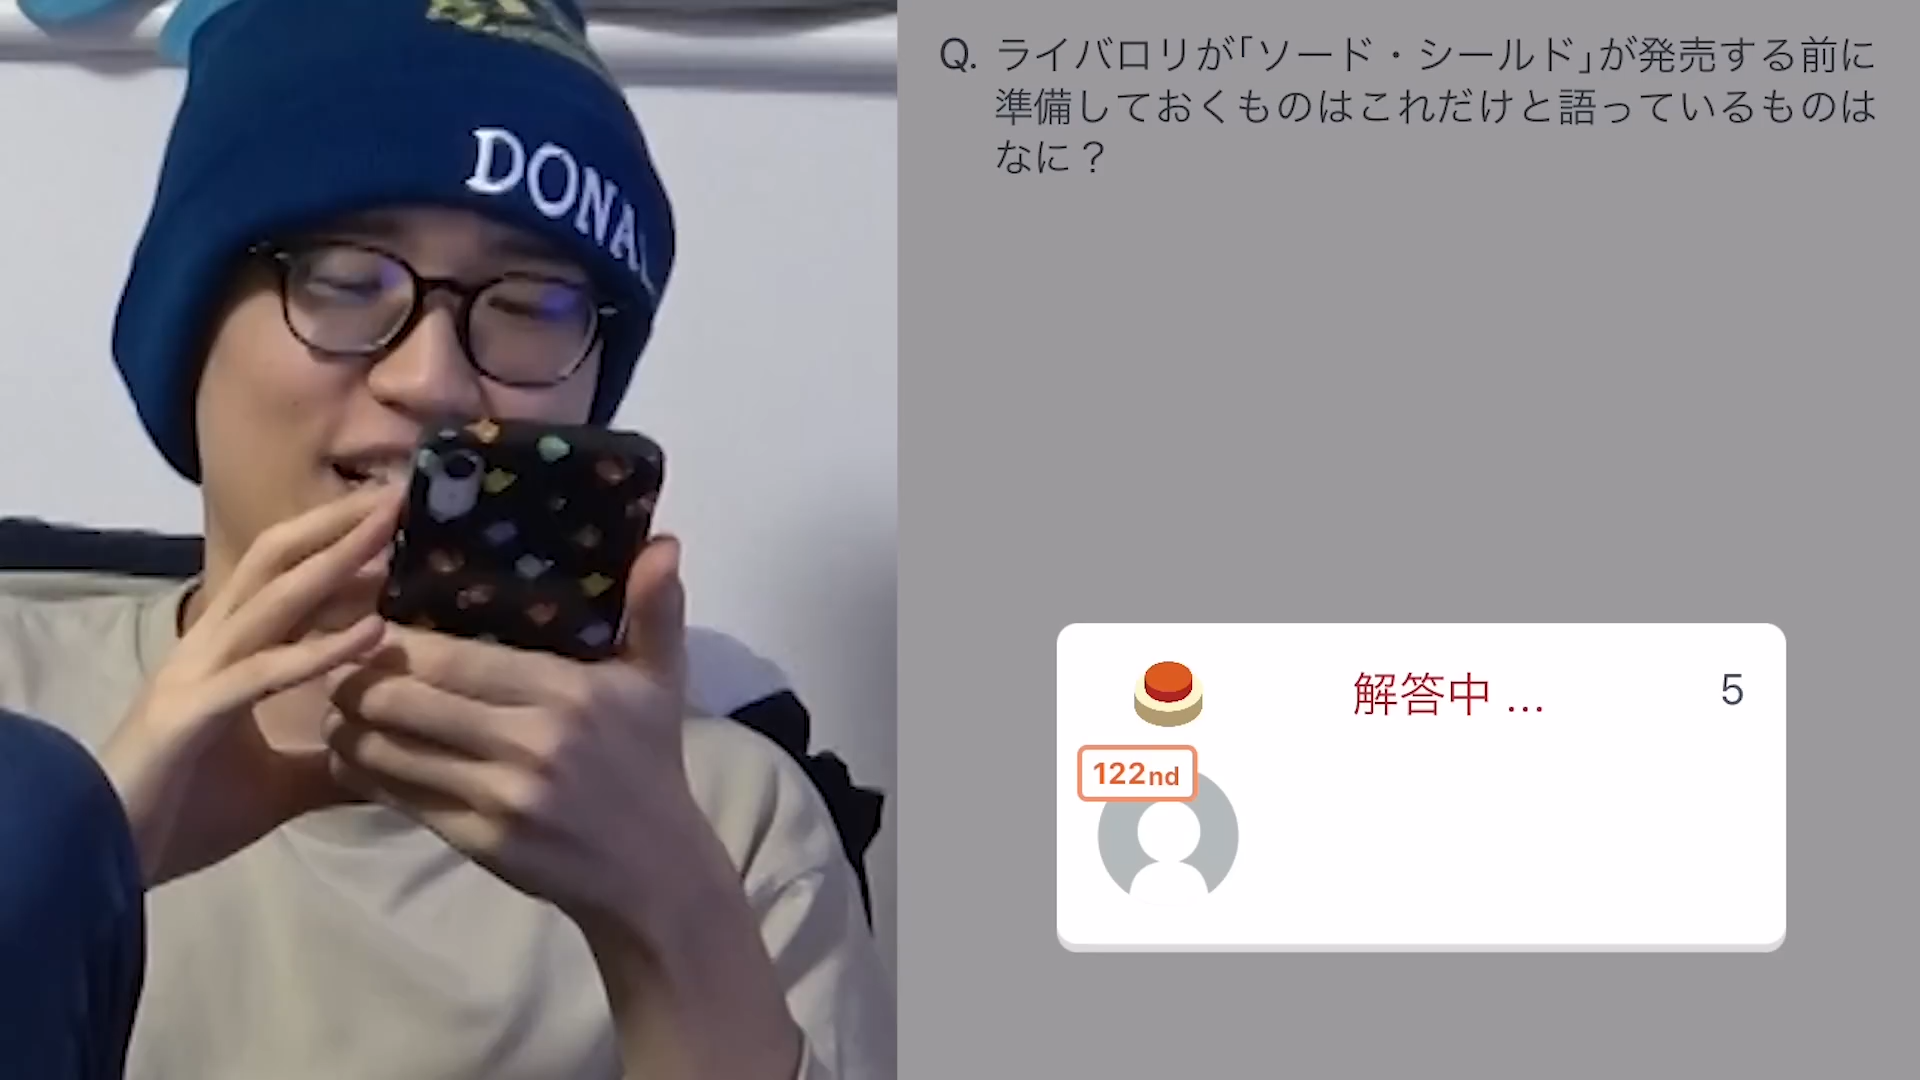 DONAL
Q. ライバロリが｢ソード・シールド｣が発売する前に
準備しておくものはこれだけと語っているものは
なに？
解答中 ...
5
122nd